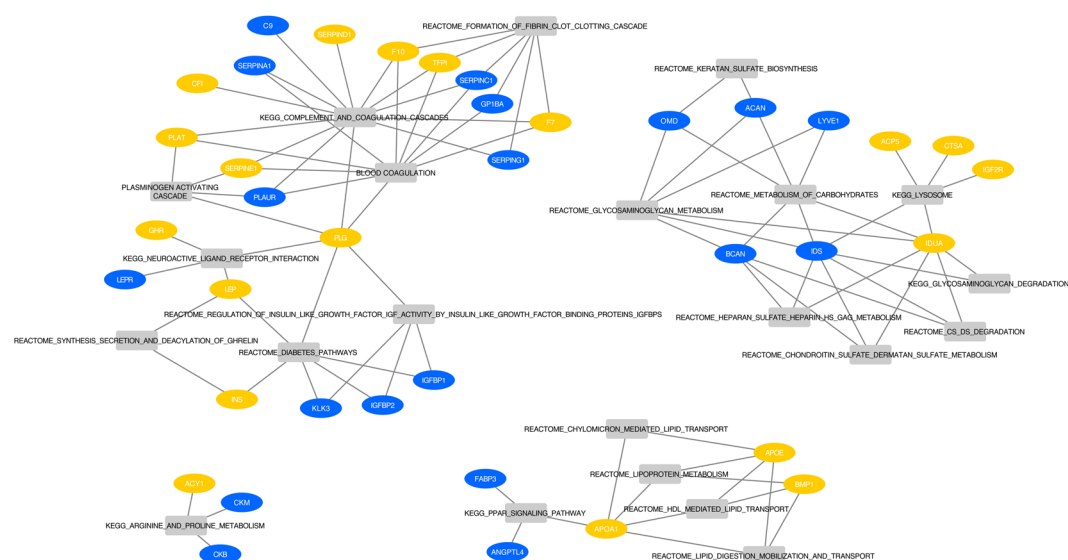 C9
REACTOME_FORMATION_OF_FIBRIN_CLOT_CLOTTING_CASCADE
SERPIND1
F10
TFPI
SERPINA1
SERPINC1
CFI
GP1BA
KEGG_COMPLEMENT_AND_COAGULATION_CASCADES
F7
PLAT
SERPING1
SERPINE1
BLOOD COAGULATION
PLASMINOGEN ACTIVATING
CASCADE
PLAUR
GHR
PLG
KEGG_NEUROACTIVE_LIGAND_RECEPTOR_INTERACTION
LEPR
LEP
REACTOME_REGULATION_OF_INSULIN_LIKE_GROWTH_FACTOR_IGF_ACTIVITY_BY_INSULIN_LIKE_GROWTH_FACTOR_BINDING_PROTEINS_IGFBPS
REACTOME_SYNTHESIS_SECRETION_AND_DEACYLATION_OF_GHRELIN
REACTOME_DIABETES_PATHWAYS
IGFBP1
INS
KLK3
IGFBP2
REACTOME_KERATAN_SULFATE_BIOSYNTHESIS
OMD
ACAN
LYVE1
ACP5
CTSA
IGF2R
REACTOME_METABOLISM_OF_CARBOHYDRATES
KEGG_LYSOSOME
REACTOME_GLYCOSAMINOGLYCAN_METABOLISM
BCAN
IDS
IDUA
KEGG_GLYCOSAMINOGLYCAN_DEGRADATION
REACTOME_HEPARAN_SULFATE_HEPARIN_HS_GAG_METABOLISM
REACTOME_CS_DS_DEGRADATION
REACTOME_CHONDROITIN_SULFATE_DERMATAN_SULFATE_METABOLISM
ACY1
CKM
KEGG_ARGININE_AND_PROLINE_METABOLISM
CKB
REACTOME_CHYLOMICRON_MEDIATED_LIPID_TRANSPORT
APOE
REACTOME_LIPOPROTEIN_METABOLISM
FABP3
BMP1
KEGG_PPAR_SIGNALING_PATHWAY
REACTOME_HDL_MEDIATED_LIPID_TRANSPORT
APOA1
ANGPTL4
REACTOME_LIPID_DIGESTION_MOBILIZATION_AND_TRANSPORT